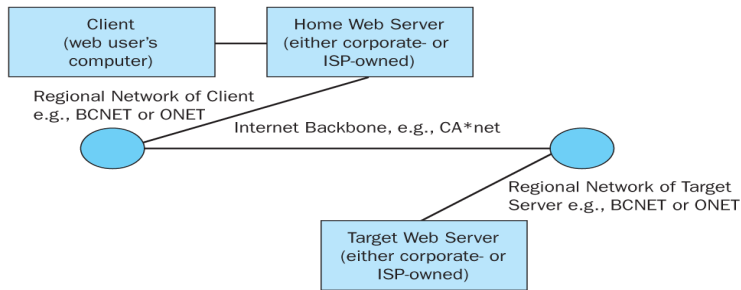 Client
(web user's
computer)
Home Web Server
(either corporate- or
ISP-owned)
Regional Network of Client
e.g., BCNET or ONET
Internet Backbone, e.g., CA*net
Regional Network of Target
Server e.g., BCNET or ONET
Target Web Server
(either corporate- or
ISP-owned)